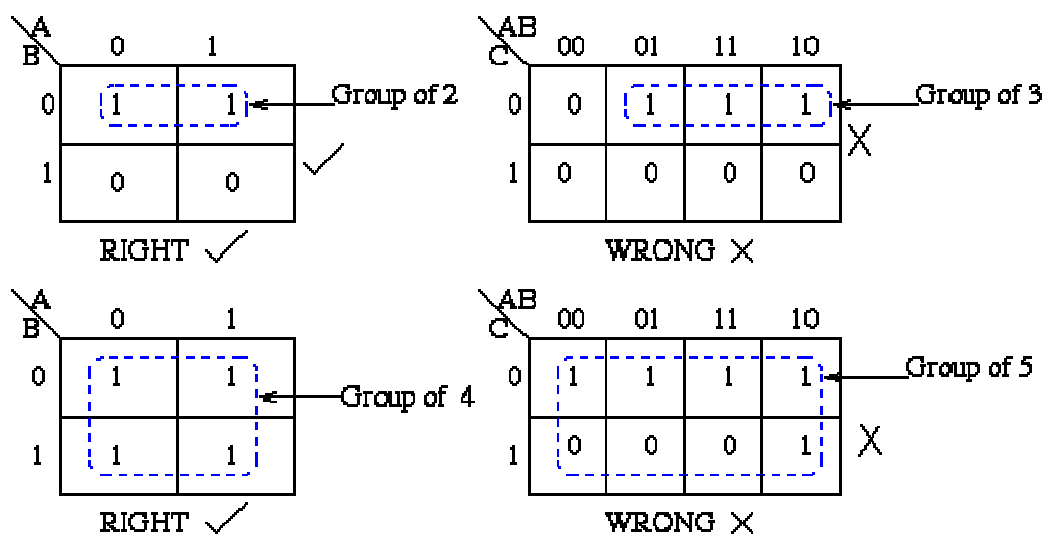 A
B
0 1
0 1 1
Group of 2
1 0 0
RIGHT
AB
C
00 01 11 10
0 0 1 1 1
Group of 3
1 0 0 0 0
WRONG
A
B
0 1
0 1 1
Group of 4
1 1 1
RIGHT
AB
C
00 01 11 10
0 1 1 1 1
Group of 5
1 0 0 0 1
WRONG